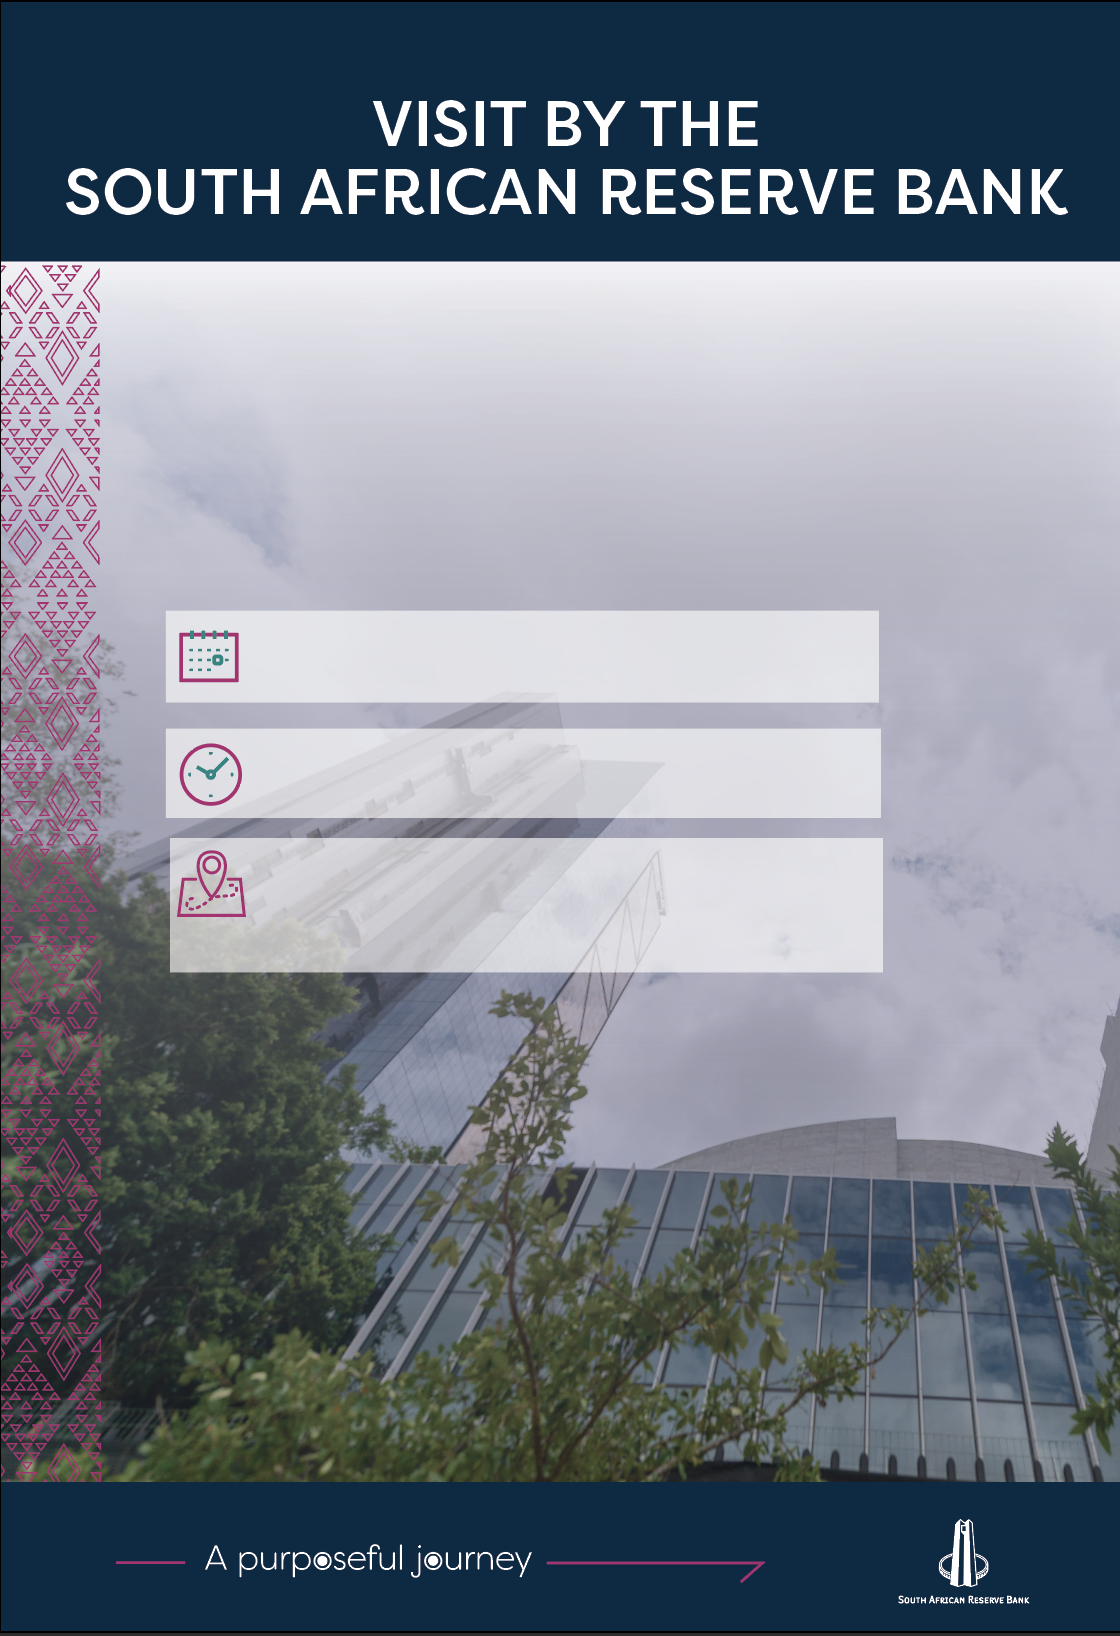 VISIT BY THE
SOUTH AFRICAN RESERVE BANK
A purposeful journey
SOUTH AFRICAN RESERVE BANK